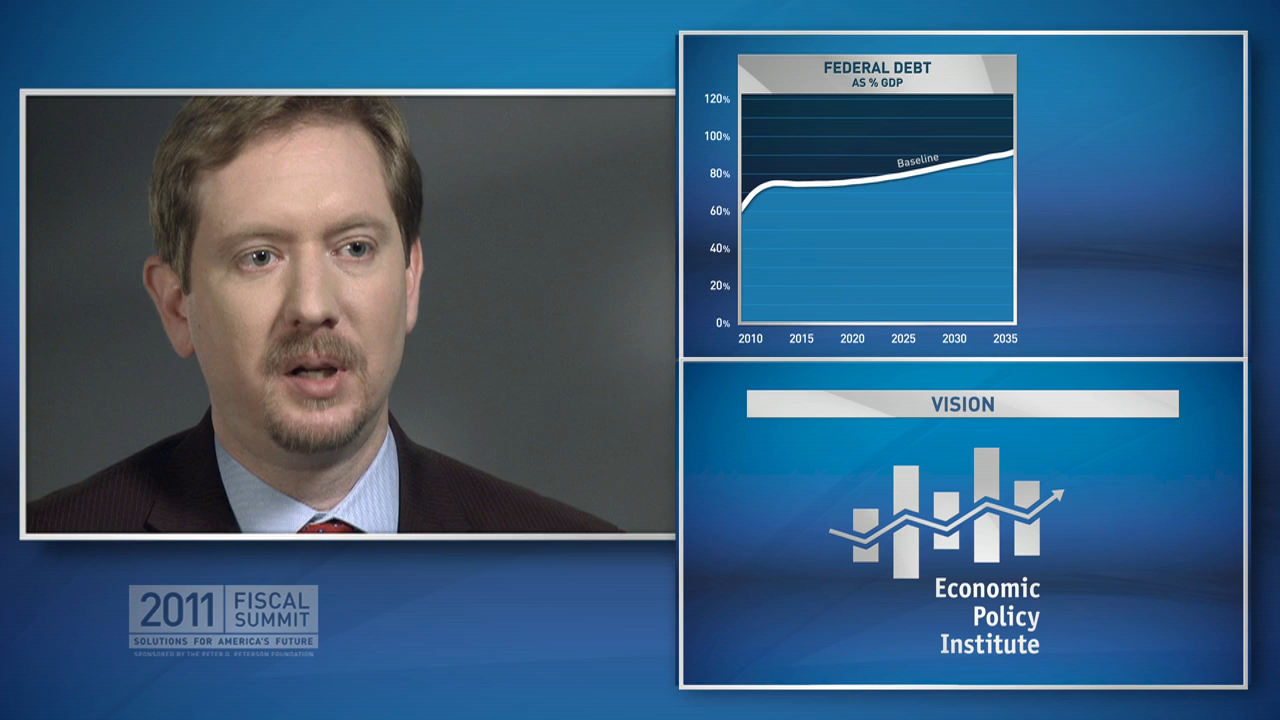 FEDERAL DEBT
AS % GDP
120%
100%
80%
60%
40%
20%
0%
Baseline
2010 2015 2020 2025 2030 2035
VISION
Economic
Policy
Institute
2011 FISCAL
SUMMIT
SOLUTIONS FOR AMERICA'S FUTURE
SPONSORED BY THE PETER G. PETERSON FOUNDATION